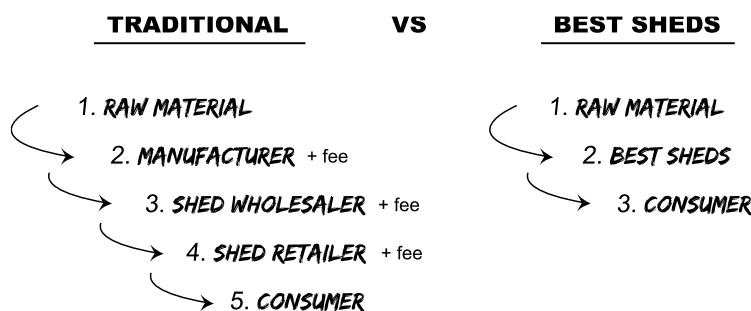 TRADITIONAL VS BEST SHEDS
1. RAW MATERIAL
2. MANUFACTURER + fee
3. SHED WHOLESALER + fee
4. SHED RETAILER + fee
5. CONSUMER
1. RAW MATERIAL
2. BEST SHEDS
3. CONSUMER